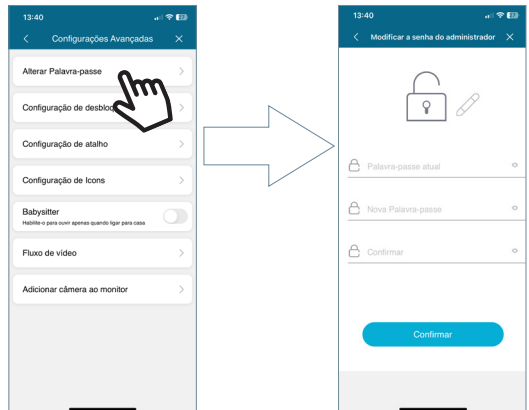 13:40
27
Configurações Avançadas
Alterar Palavra-passe
Configuração de
Configuração de atalho
Configuração de Icons
Babysitter
Habilite-o para ouvir apenas quando ligar para casa
Fluxo de vídeo
Adicionar câmera ao monitor
13:40
27
Modificar a senha do administrador
Palavra-passe atual
Nova Palavra-passe
Confirmar
Confirmar